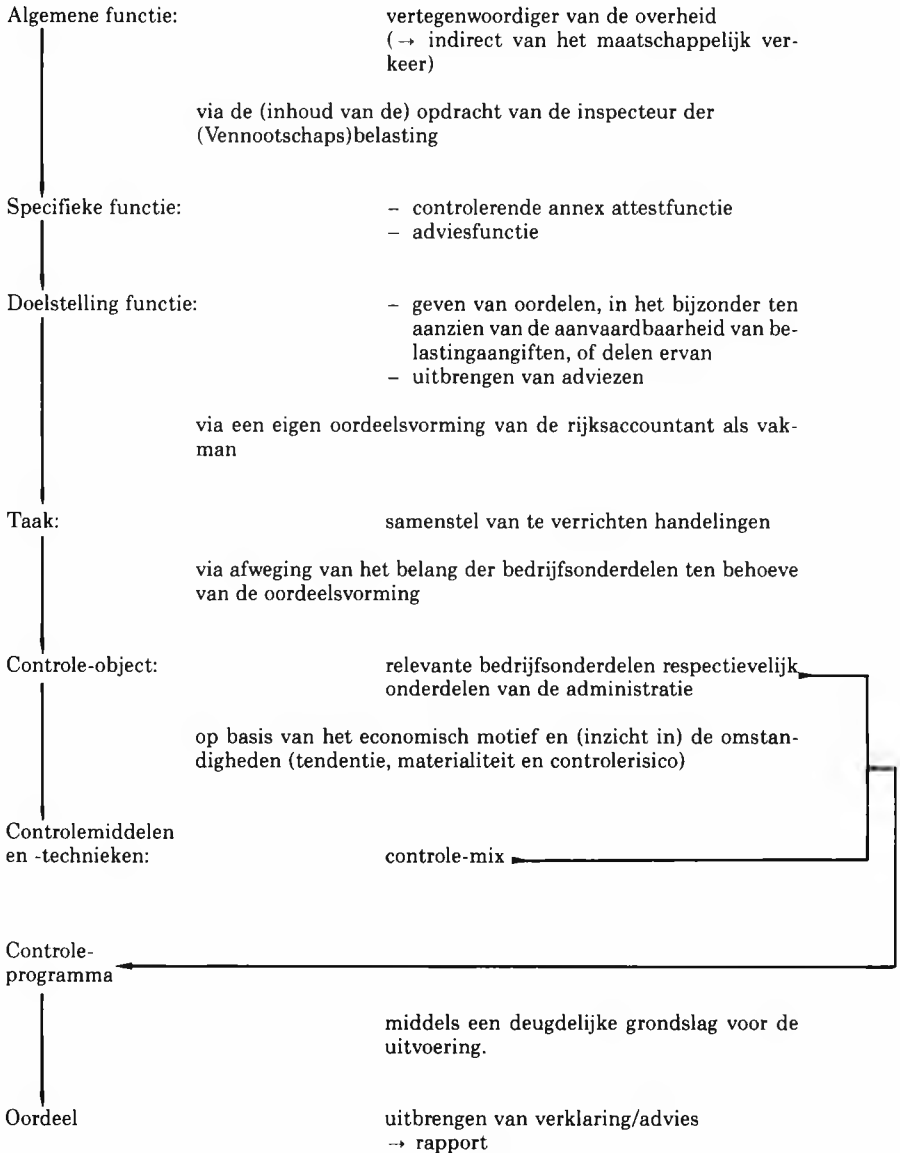 Algemene functie: vertegenwoordiger van de overheid
(→ indirect van het maatschappelijk ver-
keer)
via de (inhoud van de) opdracht van de inspecteur der
(Vennootschaps)belasting
Specifieke functie: – controlerende annex attestfunctie
– adviesfunctie
Doelstelling functie: – geven van oordelen, in het bijzonder ten
aanzien van de aanvaardbaarheid van be-
lastingaangiften, of delen ervan
– uitbrengen van adviezen
via een eigen oordeelsvorming van de rijksaccountant als vak-
man
Taak: samenstel van te verrichten handelingen
via afweging van het belang der bedrijfsonderdelen ten behoeve
van de oordeelsvorming
Controle-object: relevante bedrijfsonderdelen respectievelijk
onderdelen van de administratie
op basis van het economisch motief en (inzicht in) de omstan-
digheden (tendentie, materialiteit en controlerisico)
Controlemiddelen
en -technieken: controle-mix
Controle-
programma
middels een deugdelijke grondslag voor de
uitvoering.
Oordeel uitbrengen van verklaring/advies
→ rapport